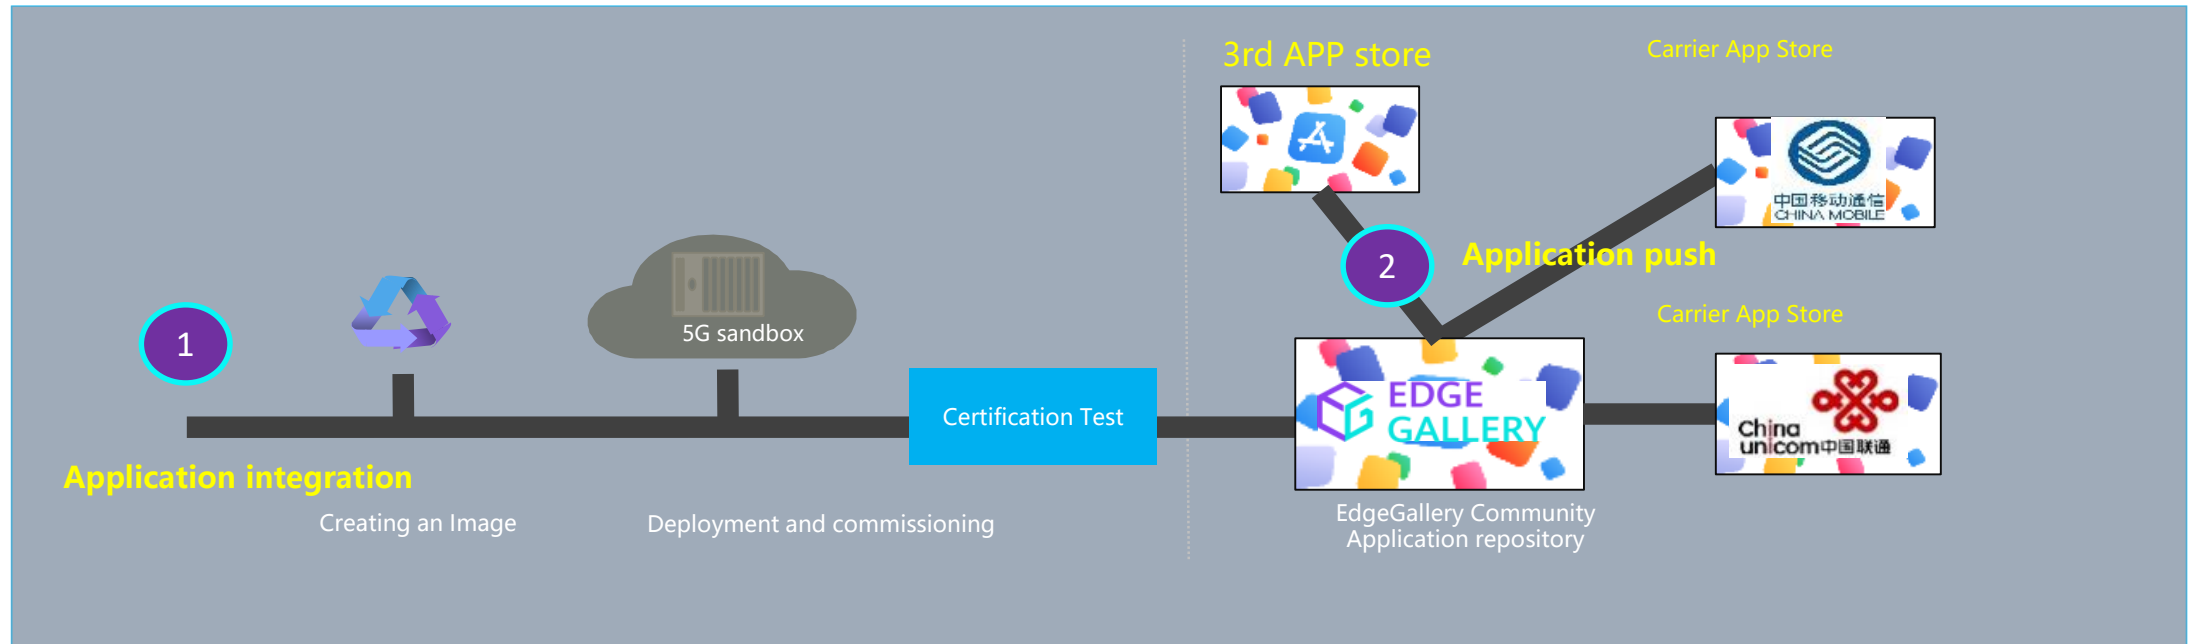 3rd APP store
Carrier App Store
中国移动通信
CHINA MOBILE
2
Application push
1
5G sandbox
Carrier App Store
Certification Test
EDGE
GALLERY
China
unicom中国联通
Application integration
Creating an Image
Deployment and commissioning
EdgeGallery Community
Application repository